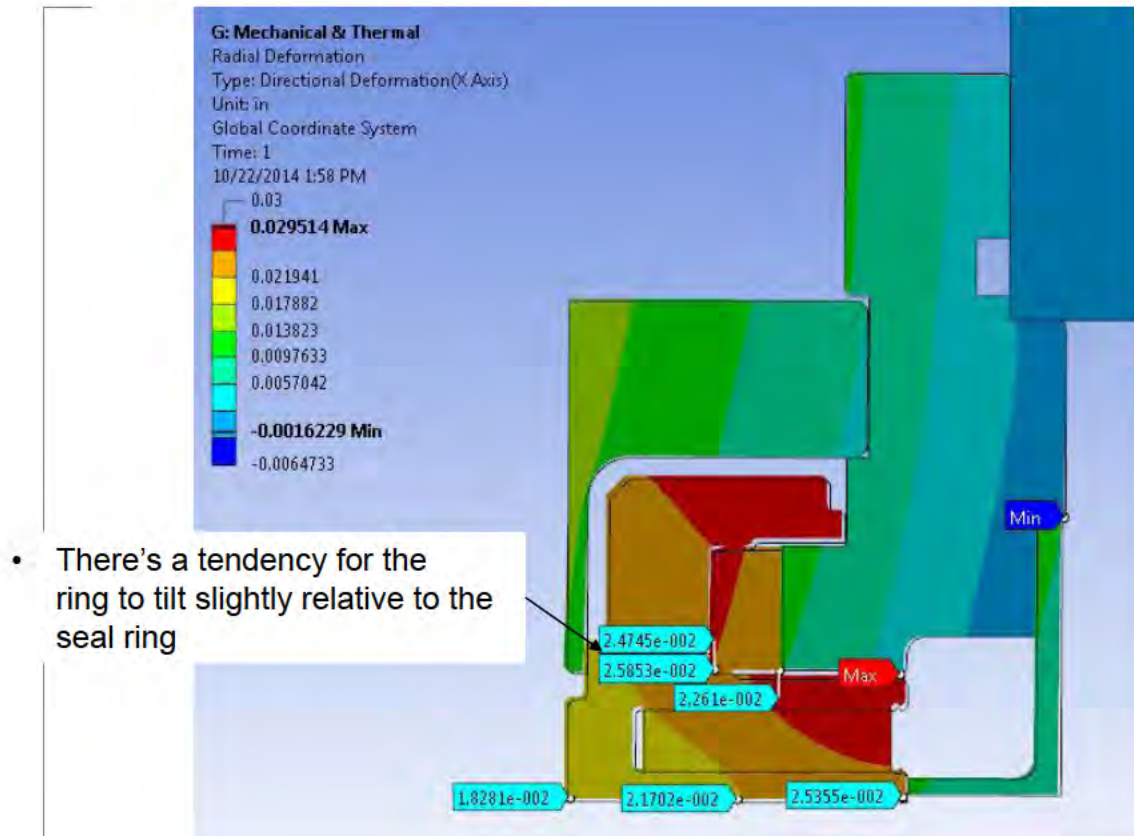 G: Mechanical & Thermal
Radial Deformation
Type: Directional Deformation(X Axis)
Unit: in
Global Coordinate System
Time: 1
10/22/2014 1:58 PM
0.03
0.029514 Max
0.021941
0.017882
0.013823
0.0097633
0.0057042
-0.0016229 Min
-0.0064733
Min
• There's a tendency for the
ring to tilt slightly relative to the
seal ring
2.4745e-002
2.5853e-002
Max
2.261e-002
1.8281e-002
2.1702e-002
2.5355e-002